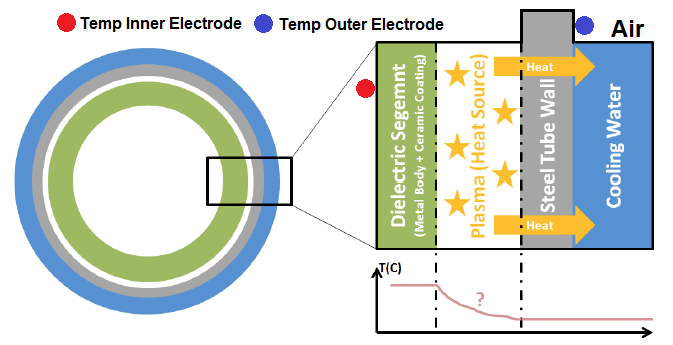 Temp Inner Electrode
Temp Outer Electrode
Air
Dielectric Segemnt
(Metal Body + Ceramic Coating)
Plasma (Heat Source)
Heat
Heat
Steel Tube Wall
Cooling Water
T(C)
?